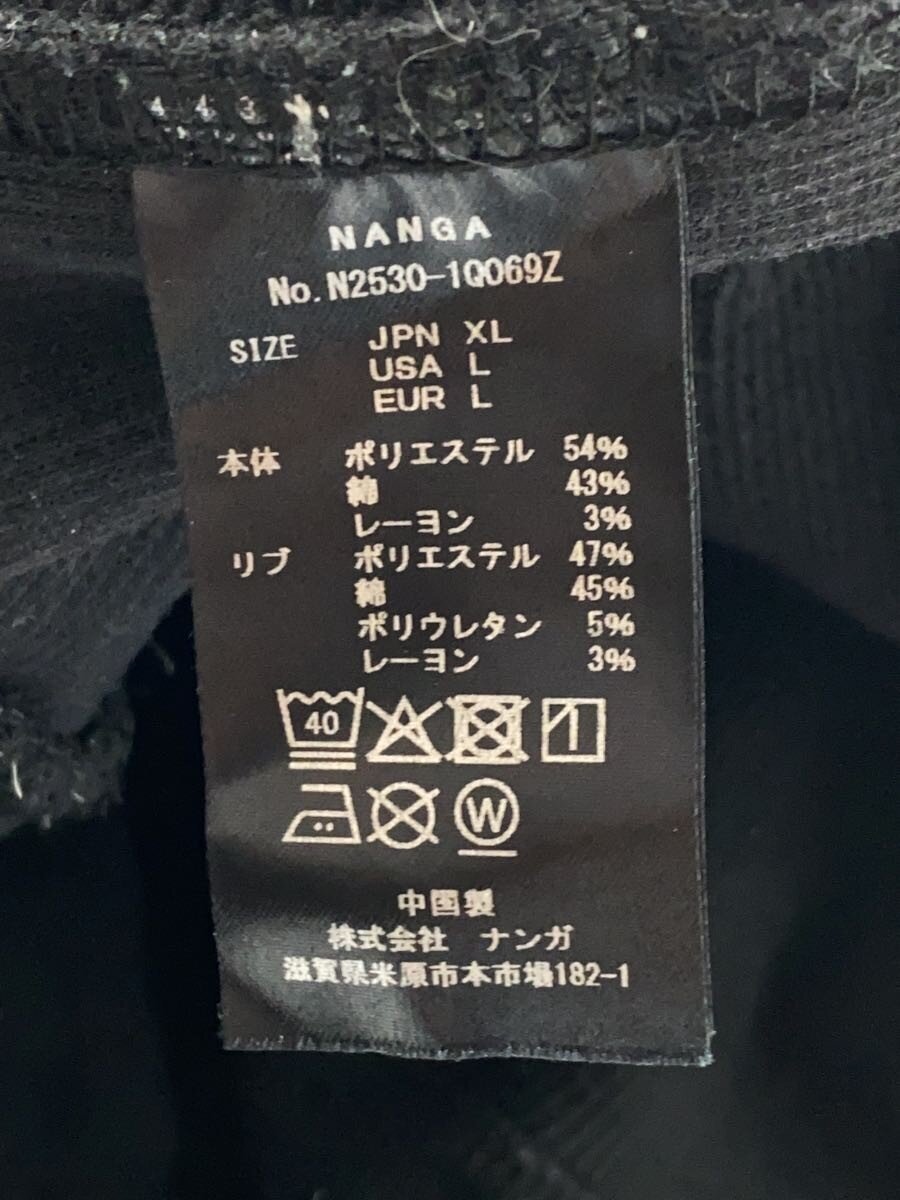 443
NANGA
No.N2530-1Q069Z
SIZE JPN XL
USA L
EUR L
本体 ポリエステル 54%
綿 43%
レーヨン 3%
リブ ポリエステル 47%
綿 45%
ポリウレタン 5%
レーヨン 3%
40
W
中国製
株式会社 ナンガ
滋賀県米原市本市場182-1